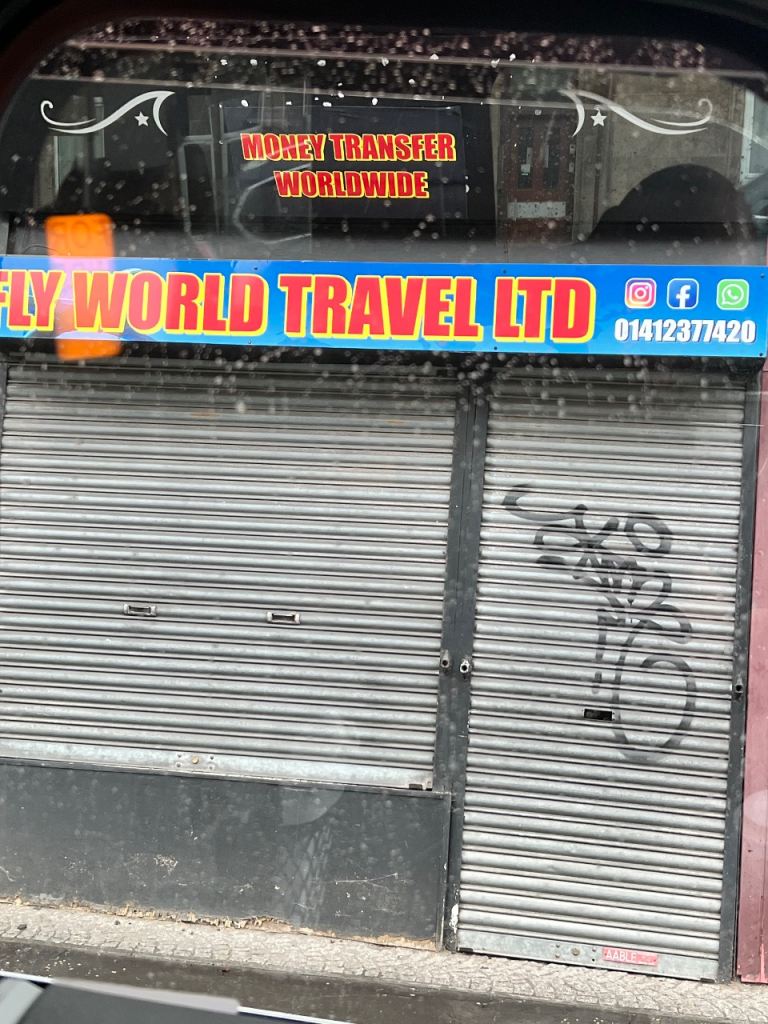 MONEY TRANSFER
WORLDWIDE
FLY WORLD TRAVEL LTD
01412377420
AABLE